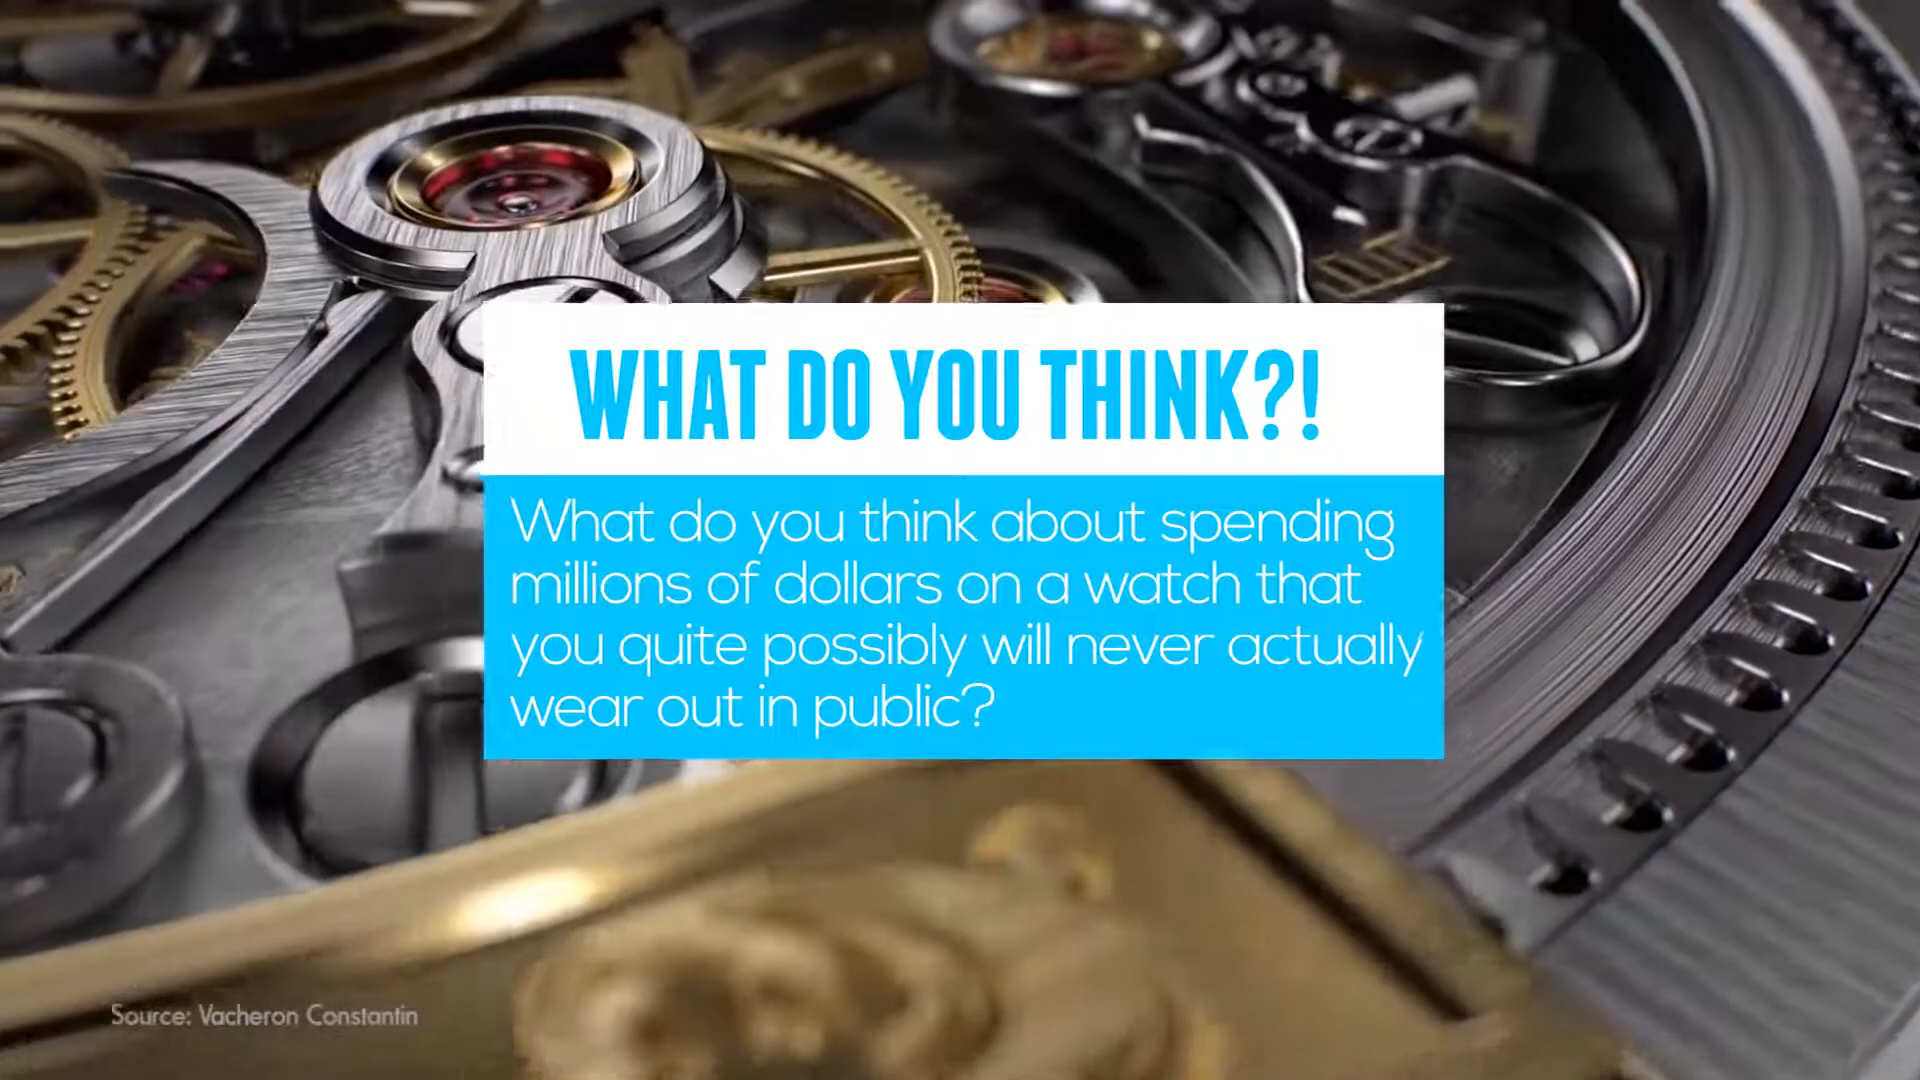 WHAT DO YOU THINK?!
What do you think about spending
millions of dollars on a watch that
you quite possibly will never actually
wear out in public?
Source: Vacheron Constantin